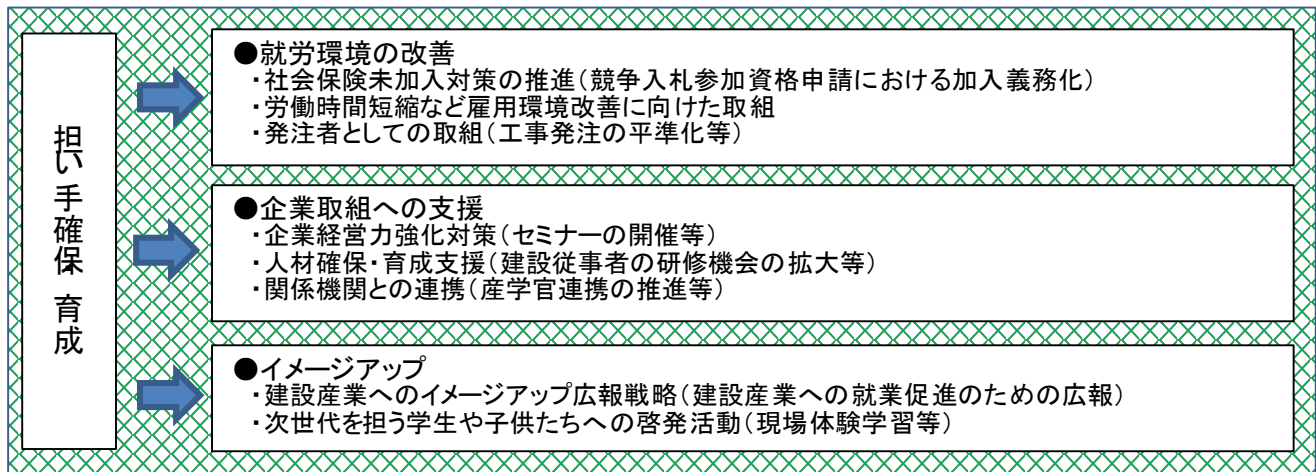 担い手確保 育成
●就労環境の改善
・社会保険未加入対策の推進（競争入札参加資格申請における加入義務化）
・労働時間短縮など雇用環境改善に向けた取組
・発注者としての取組（工事発注の平準化等）
●企業取組への支援
・企業経営力強化対策（セミナーの開催等）
・人材確保・育成支援（建設従事者の研修機会の拡大等）
・関係機関との連携（産学官連携の推進等）
●イメージアップ
・建設産業へのイメージアップ広報戦略（建設産業への就業促進のための広報）
・次世代を担う学生や子供たちへの啓発活動（現場体験学習等）